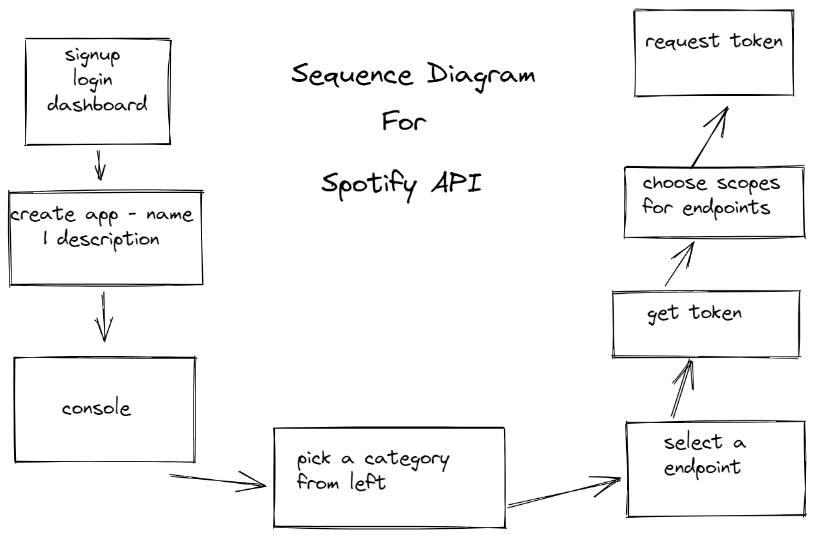 Sequence Diagram
For
Spotify API
signup
login
dashboard
create app - name
| description
console
pick a category
from left
select a
endpoint
get token
choose scopes
for endpoints
request token